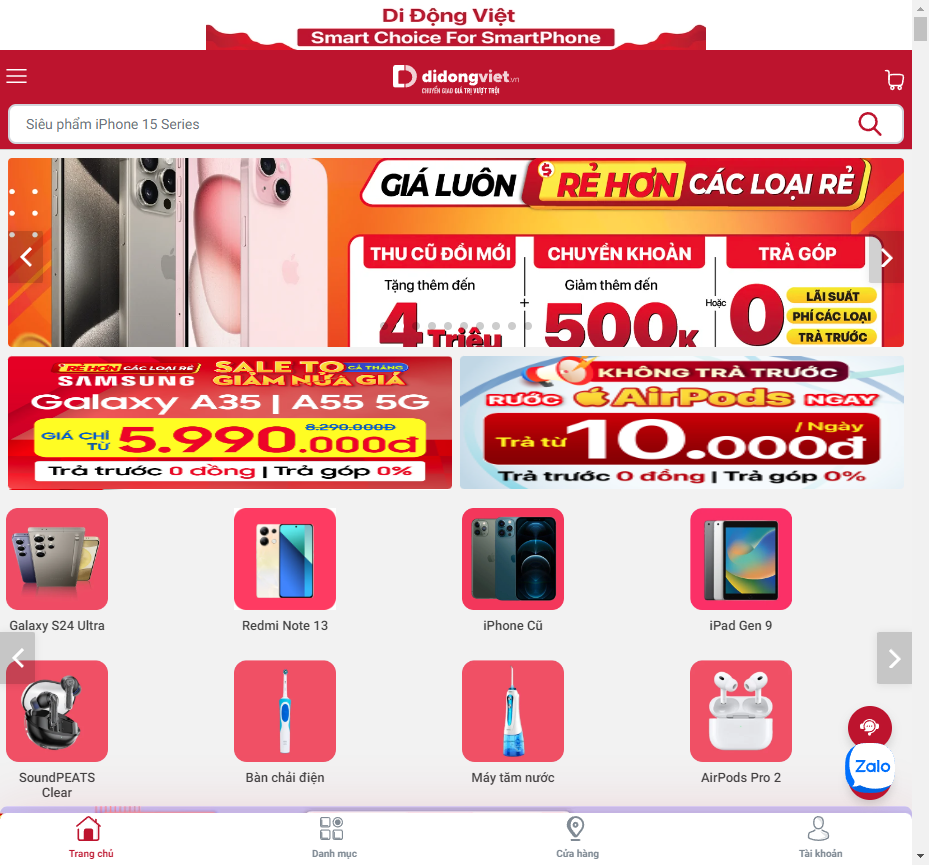 Di Động Việt
Smart Choice For SmartPhone
didongviet.vn
CHUYỂN GIAO GIÁ TRỊ VƯỢT TRỘI
Siêu phẩm iPhone 15 Series
GIÁ LUÔN RẺ HƠN CÁC LOẠI RẺ
THU CŨ ĐỔI MỚI
Tặng thêm đến
4 Triệu
+
CHUYỂN KHOẢN
Giảm thêm đến
500K
Hoặc
TRẢ GÓP
0
LÃI SUẤT
PHÍ CÁC LOẠI
TRẢ TRƯỚC
RẺ HƠN CÁC LOẠI RẺ
SAMSUNG
SALE TO CẢ THÁNG
GIẢM NỬA GIÁ
Galaxy A35 | A55 5G
GIÁ CHỈ TỪ
8.290.000Đ
5.990.000đ
Trả trước 0 đồng | Trả góp 0%
KHÔNG TRẢ TRƯỚC
RƯỚC AirPods NGAY
Trả từ 10.000đ / Ngày
Trả trước 0 đồng | Trả góp 0%
Galaxy S24 Ultra
Redmi Note 13
iPhone Cũ
iPad Gen 9
SoundPEATS
Clear
Bàn chải điện
Máy tăm nước
AirPods Pro 2
Zalo
Trang chủ
Danh mục
Cửa hàng
Tài khoản